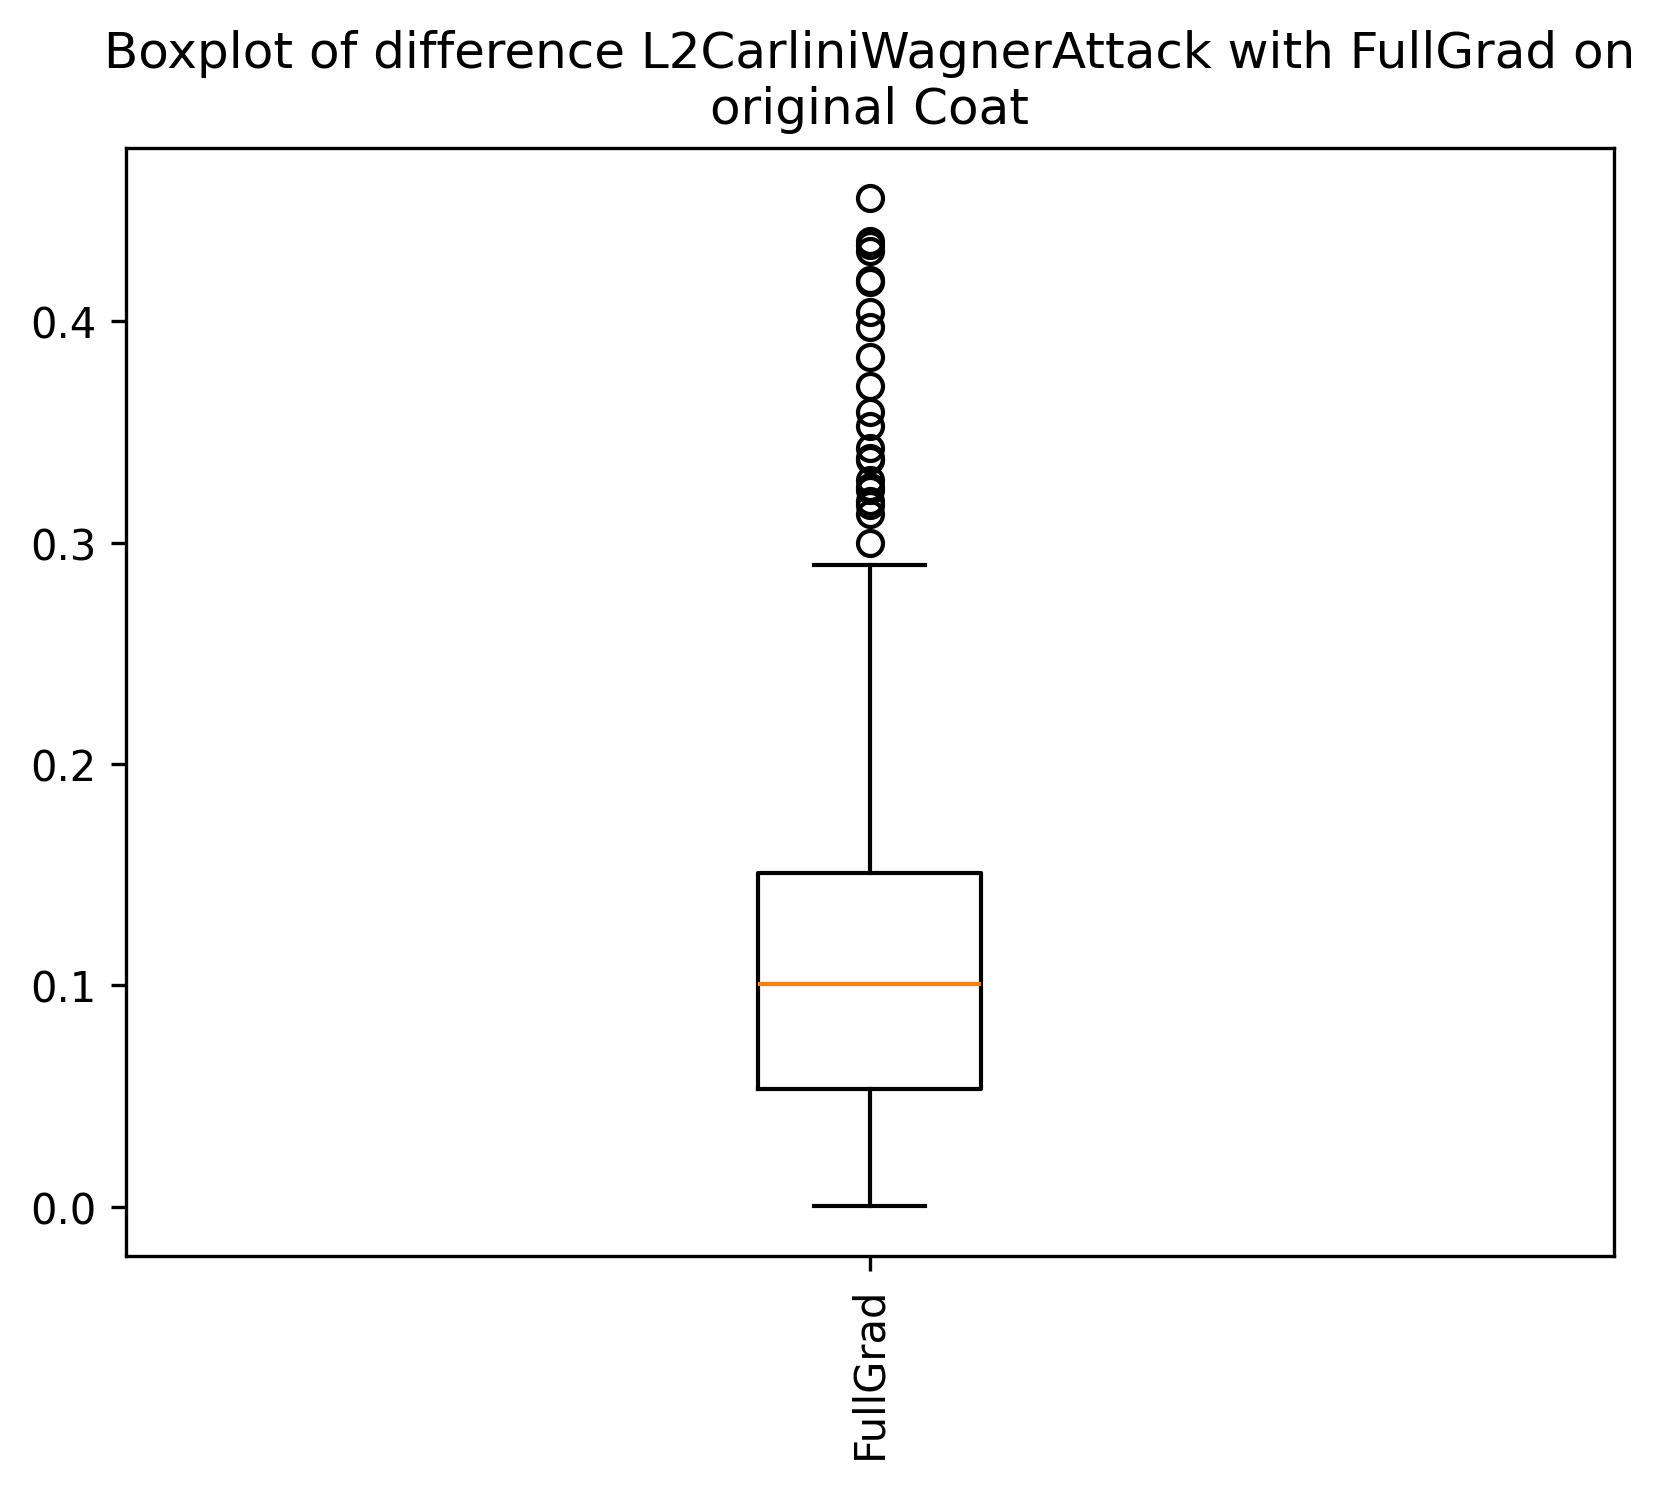 Boxplot of difference L2CarliniWagnerAttack with FullGrad on
original Coat
0.4
0.3
0.2
0.1
0.0
FullGrad